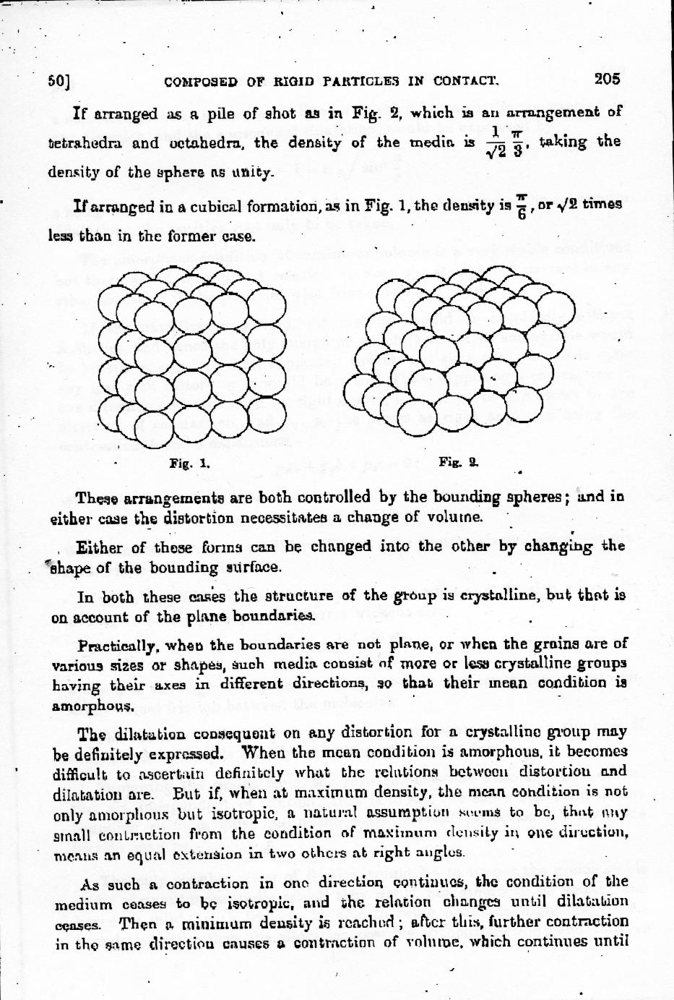 50] COMPOSED OF RIGID PARTICLES IN CONTACT. 205
If arranged as a pile of shot as in Fig. 2, which is an arrangement of
tetrahedra and octahedra, the density of the media is 1/√2 π/3, taking the
density of the sphere as unity.
If arranged in a cubical formation, as in Fig. 1, the density is π/6, or √2 times
less than in the former case.
Fig. 1. Fig. 2.
These arrangements are both controlled by the bounding spheres; and in
either case the distortion necessitates a change of volume.
Either of these forms can be changed into the other by changing the
shape of the bounding surface.
In both these cases the structure of the group is crystalline, but that is
on account of the plane boundaries.
Practically, when the boundaries are not plane, or when the grains are of
various sizes or shapes, such media consist of more or less crystalline groups
having their axes in different directions, so that their mean condition is
amorphous.
The dilatation consequent on any distortion for a crystalline group may
be definitely expressed. When the mean condition is amorphous, it becomes
difficult to ascertain definitely what the relations between distortion and
dilatation are. But if, when at maximum density, the mean condition is not
only amorphous but isotropic, a natural assumption seems to be, that any
small contraction from the condition of maximum density in one direction,
means an equal extension in two others at right angles.
As such a contraction in one direction continues, the condition of the
medium ceases to be isotropic, and the relation changes until dilatation
ceases. Then a minimum density is reached; after this, further contraction
in the same direction causes a contraction of volume, which continues until